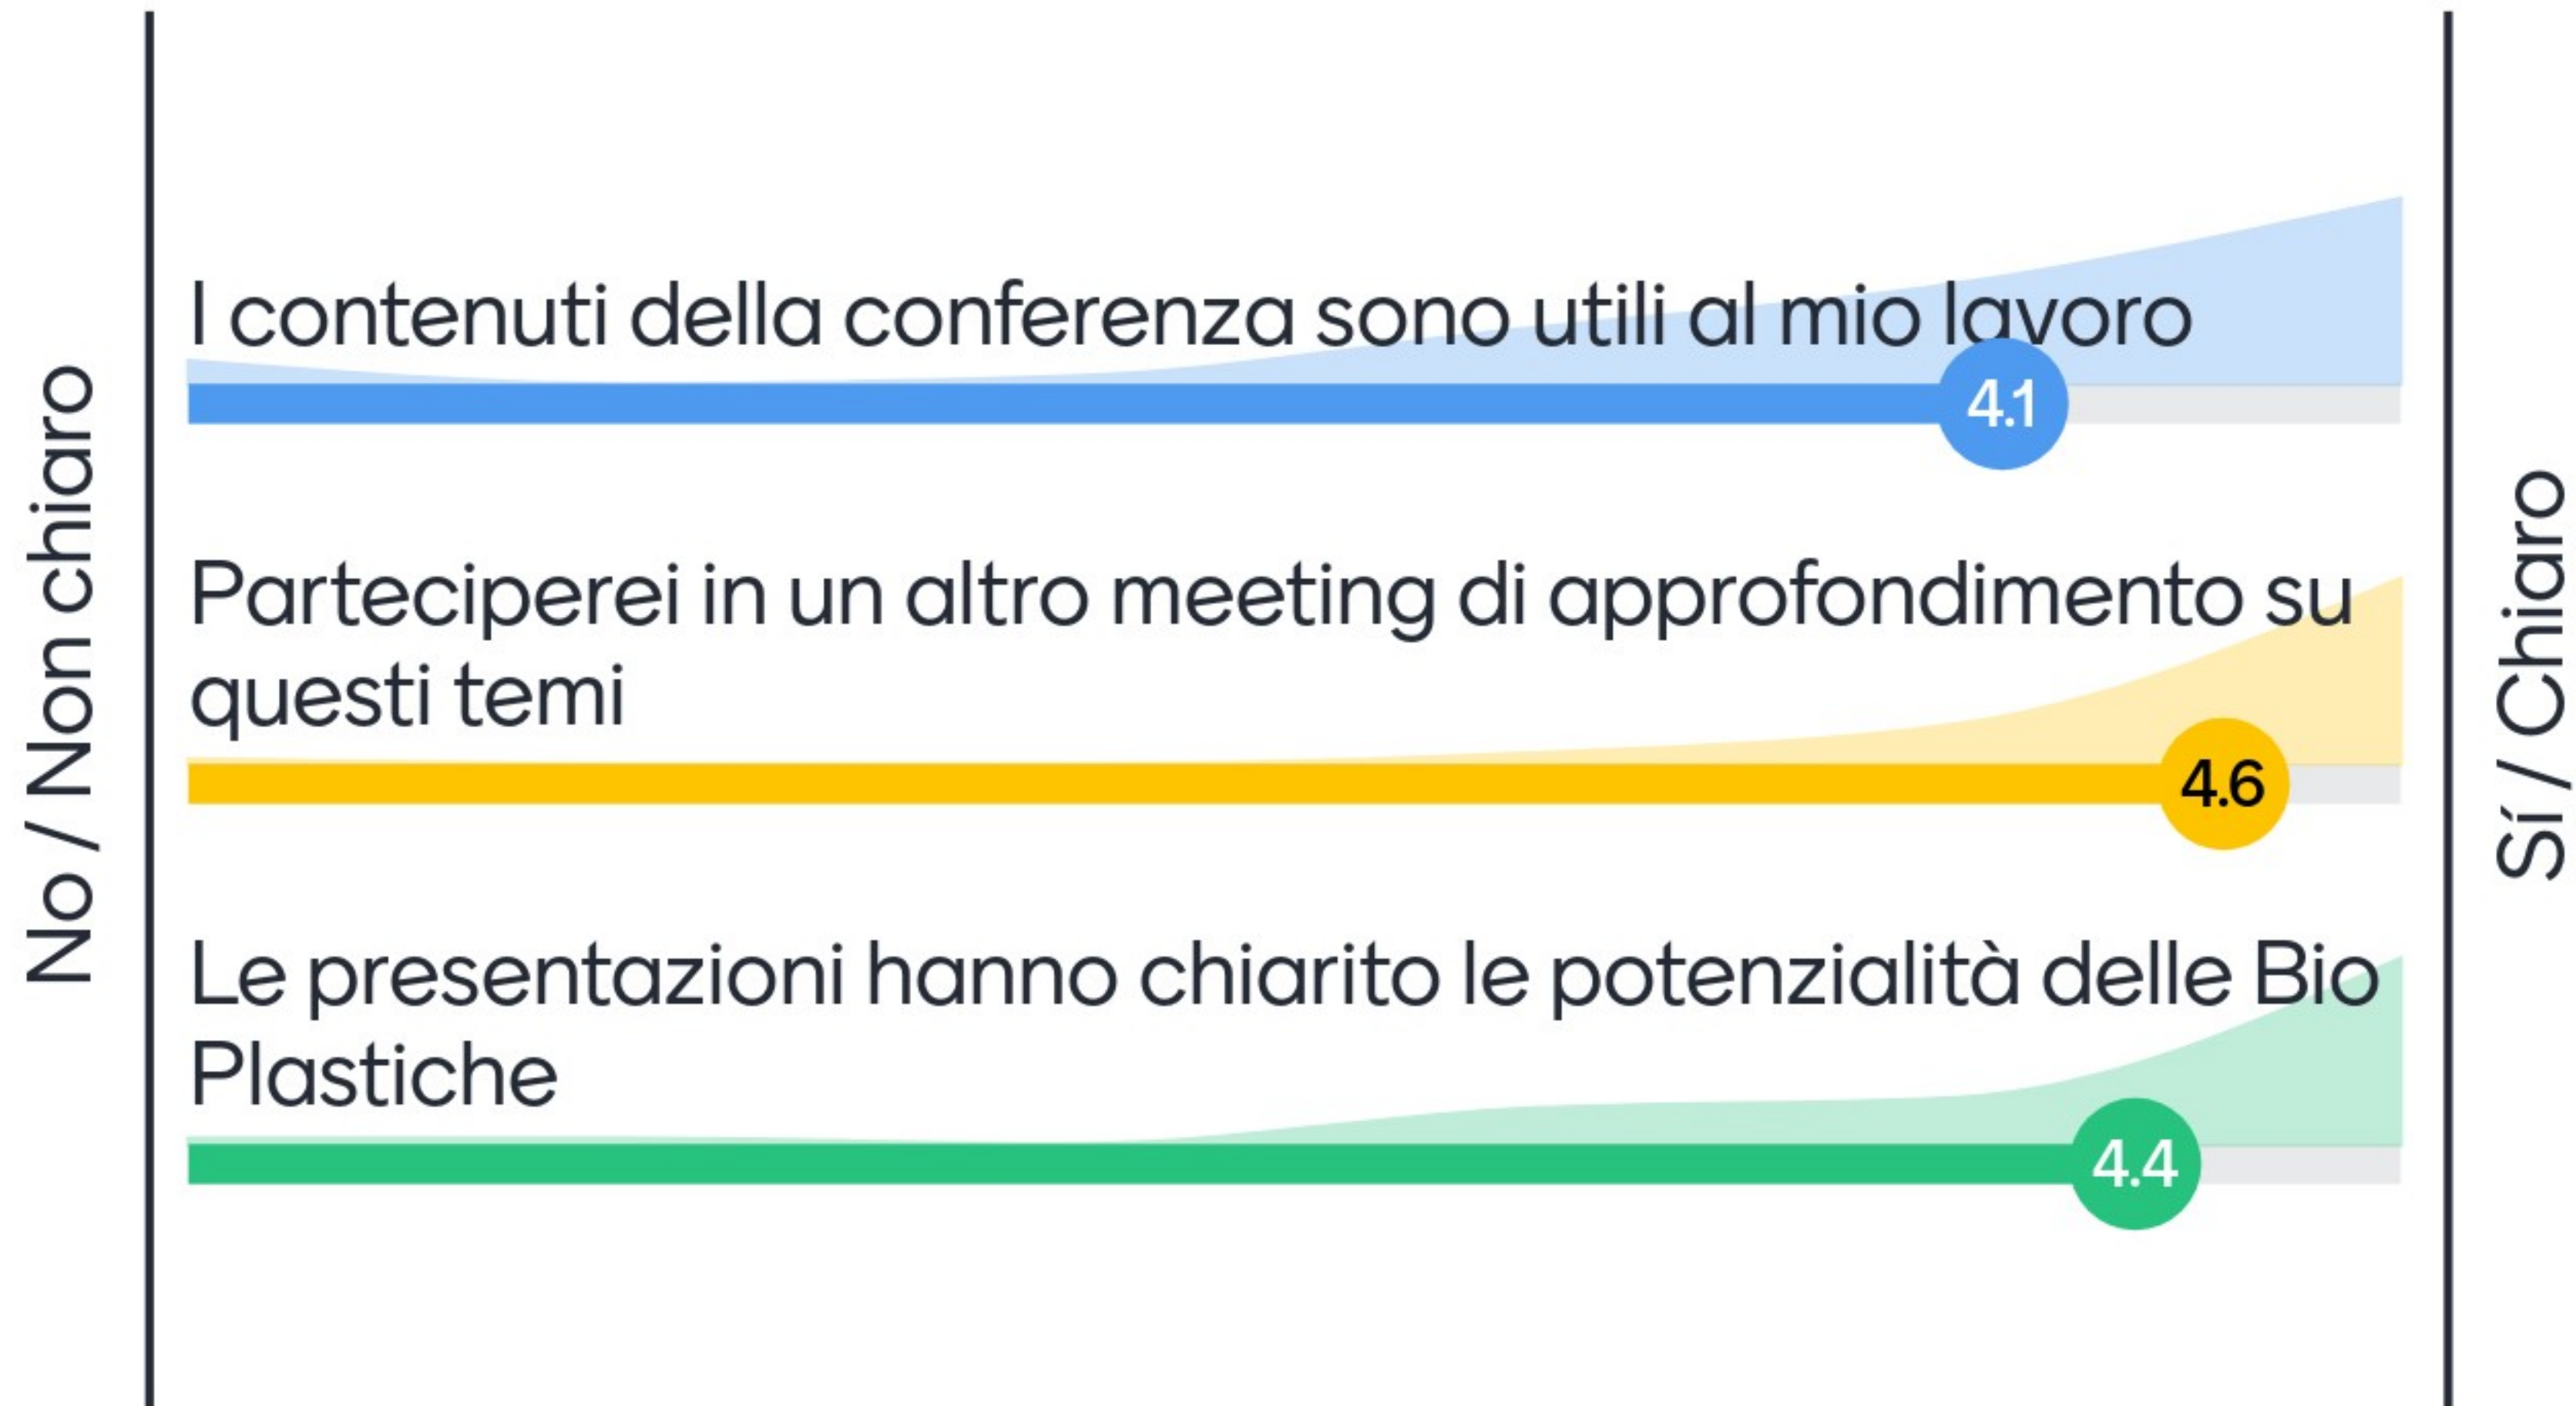 No / Non chiaro
I contenuti della conferenza sono utili al mio lavoro
4.1
Parteciperei in un altro meeting di approfondimento su
questi temi
4.6
Le presentazioni hanno chiarito le potenzialità delle Bio
Plastiche
4.4
Sí / Chiaro